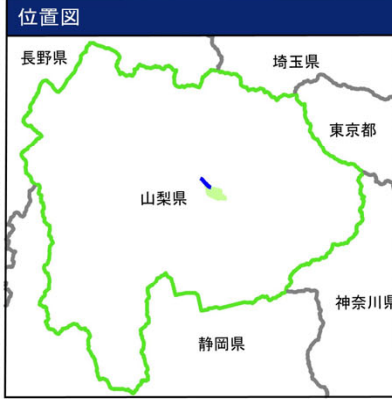 位置図
長野県
埼玉県
東京都
山梨県
神奈川県
静岡県